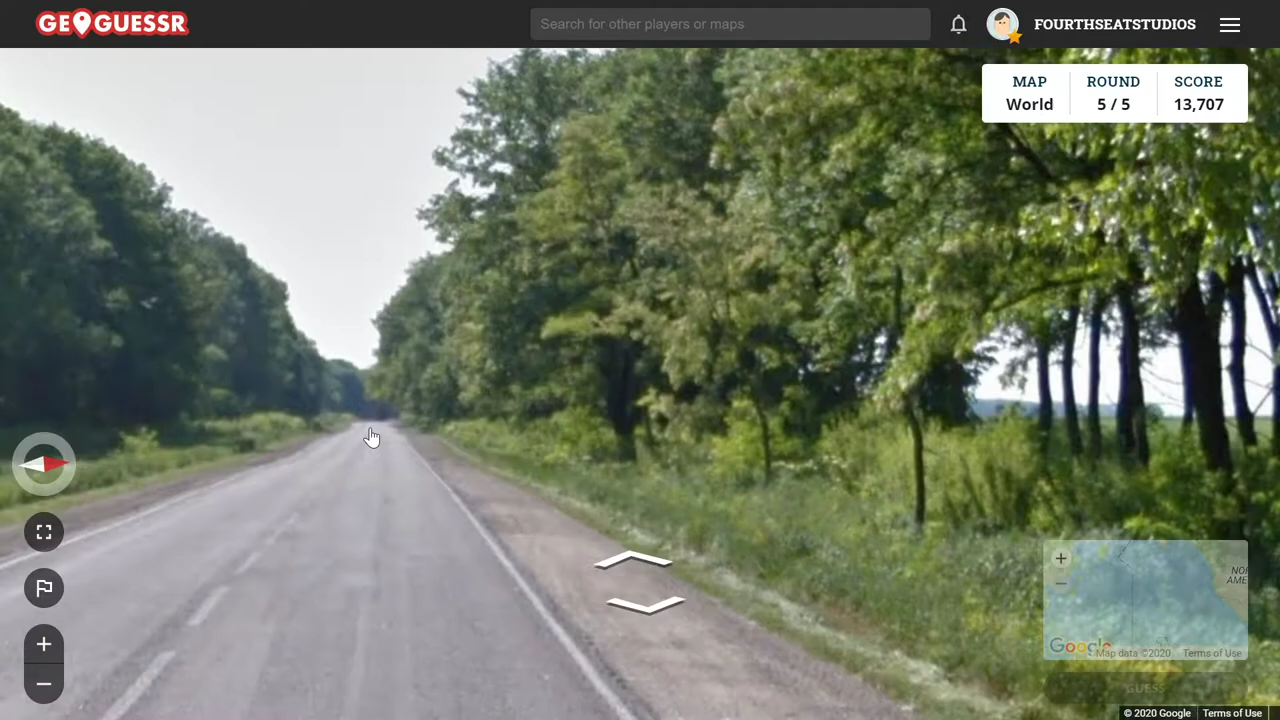 GEOGUESSR
Search for other players or maps
FOURTHSEATSTUDIOS
MAP ROUND SCORE
World 5 / 5 13,707
+
−
+
−
Google
Map data ©2020 Terms of Use
GUESS
© 2020 Google Terms of Use